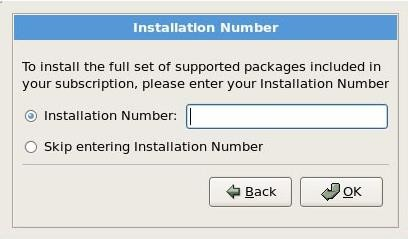 Installation Number
To install the full set of supported packages included in
your subscription, please enter your Installation Number
Installation Number:
Skip entering Installation Number
Back OK